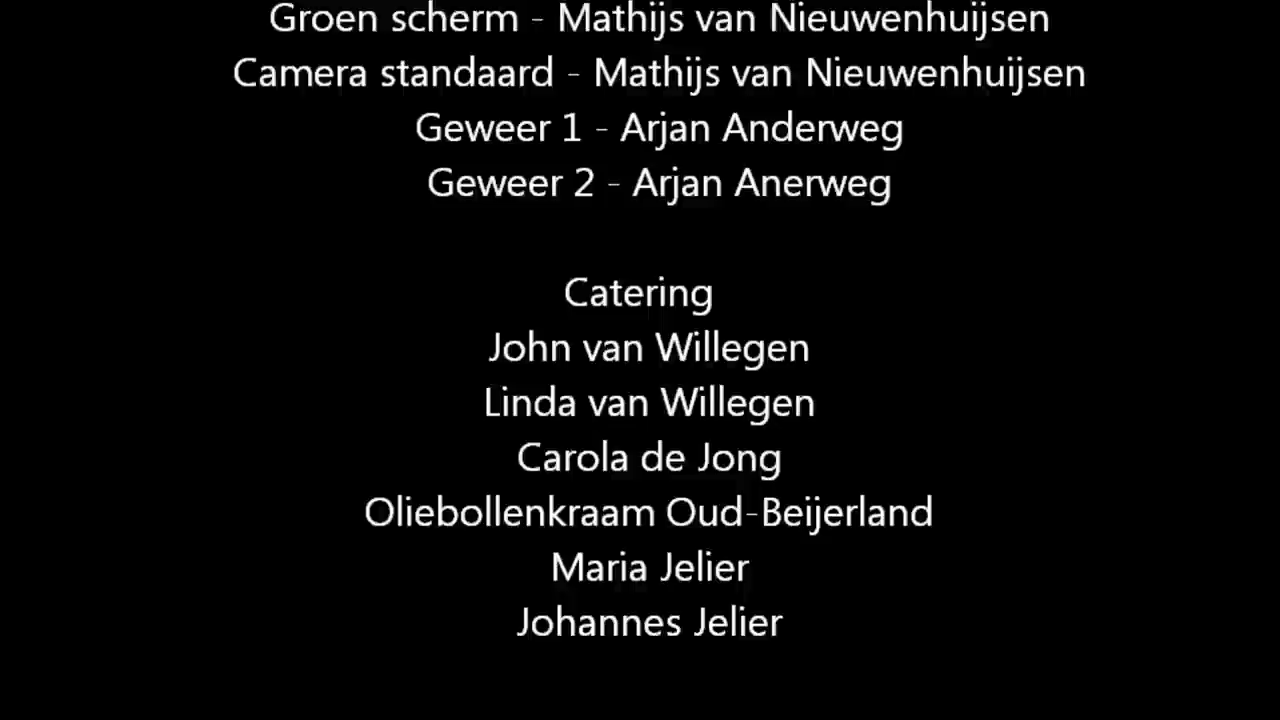 Groen scherm - Mathijs van Nieuwenhuijsen
Camera standaard - Mathijs van Nieuwenhuijsen
Geweer 1 - Arjan Anderweg
Geweer 2 - Arjan Anerweg
Catering
John van Willegen
Linda van Willegen
Carola de Jong
Oliebollenkraam Oud-Beijerland
Maria Jelier
Johannes Jelier